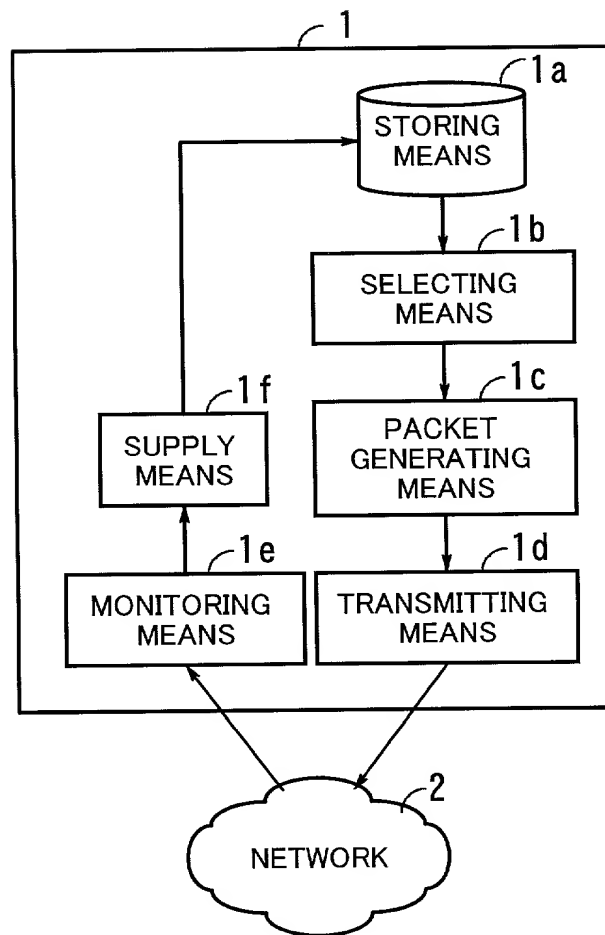 1
1a
STORING
MEANS
1b
SELECTING
MEANS
1f
1c
SUPPLY
MEANS
PACKET
GENERATING
MEANS
1e
1d
MONITORING
MEANS
TRANSMITTING
MEANS
2
NETWORK